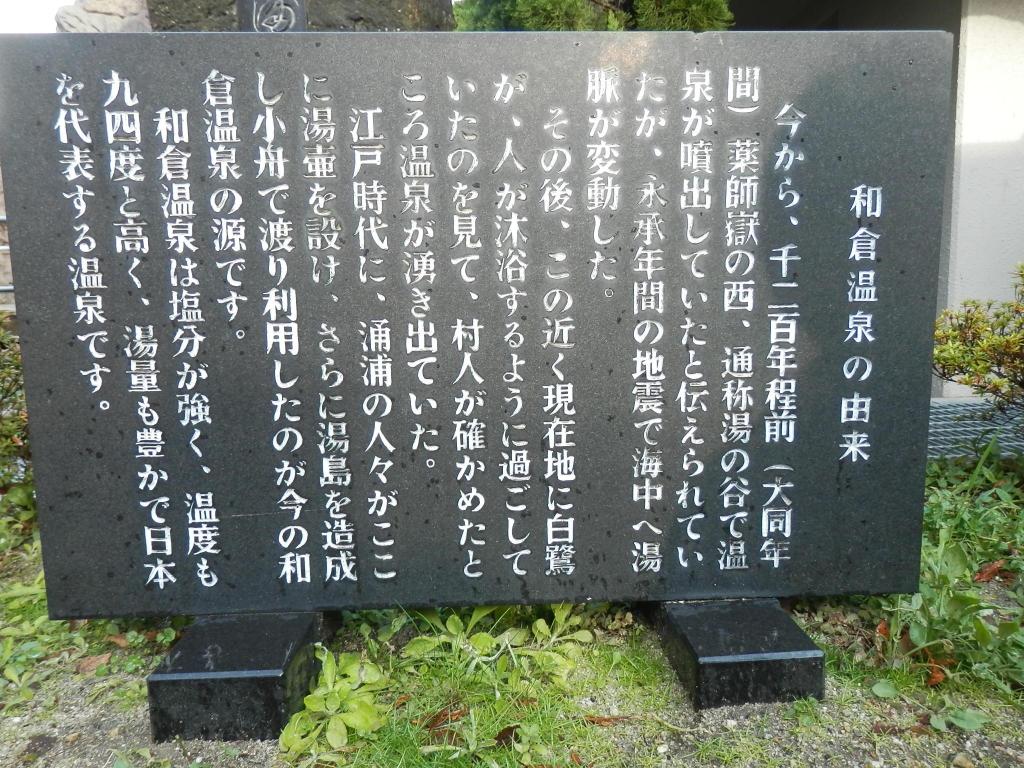 和倉温泉の由来
今から、千二百年程前（大同年
間）薬師嶽の西、通称湯の谷で温
泉が噴出していたと伝えられてい
たが、永承年間の地震で海中へ湯
脈が変動した。
その後、この近く現在地に白鷺
が、人が沐浴するように過ごして
いたのを見て、村人が確かめたと
ころ温泉が湧き出ていた。
江戸時代に、涌浦の人々がここ
に湯壷を設け、さらに湯島を造成
し小舟で渡り利用したのが今の和
倉温泉の源です。
和倉温泉は塩分が強く、温度も
九四度と高く、湯量も豊かで日本
を代表する温泉です。